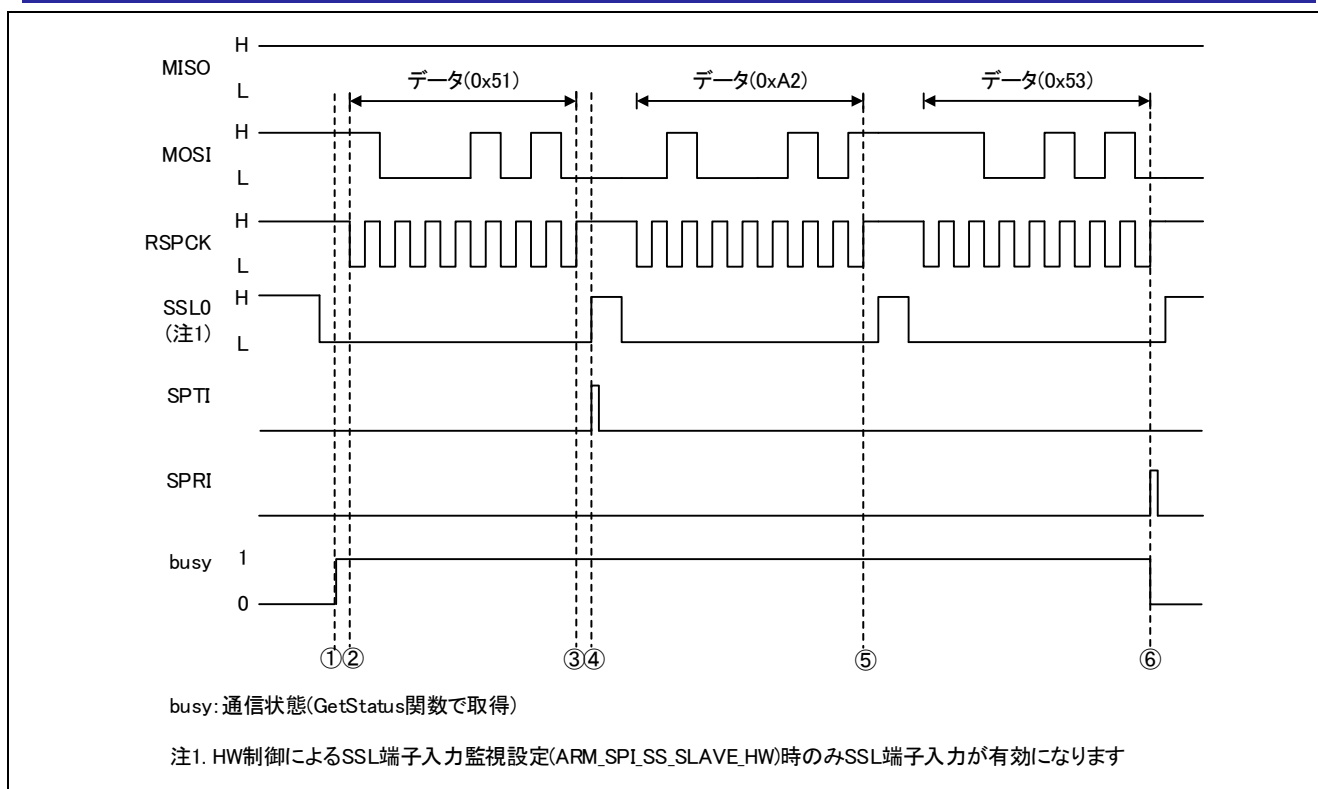 H
MISO
L
データ(0x51)
データ(0xA2)
データ(0x53)
H
MOSI
L
H
RSPCK
L
H
SSL0
(注1)
L
SPTI
SPRI
busy
1
0
①② ③④ ⑤ ⑥
busy:通信状態(GetStatus関数で取得)
注1. HW制御によるSSL端子入力監視設定(ARM_SPI_SS_SLAVE_HW)時のみSSL端子入力が有効になります